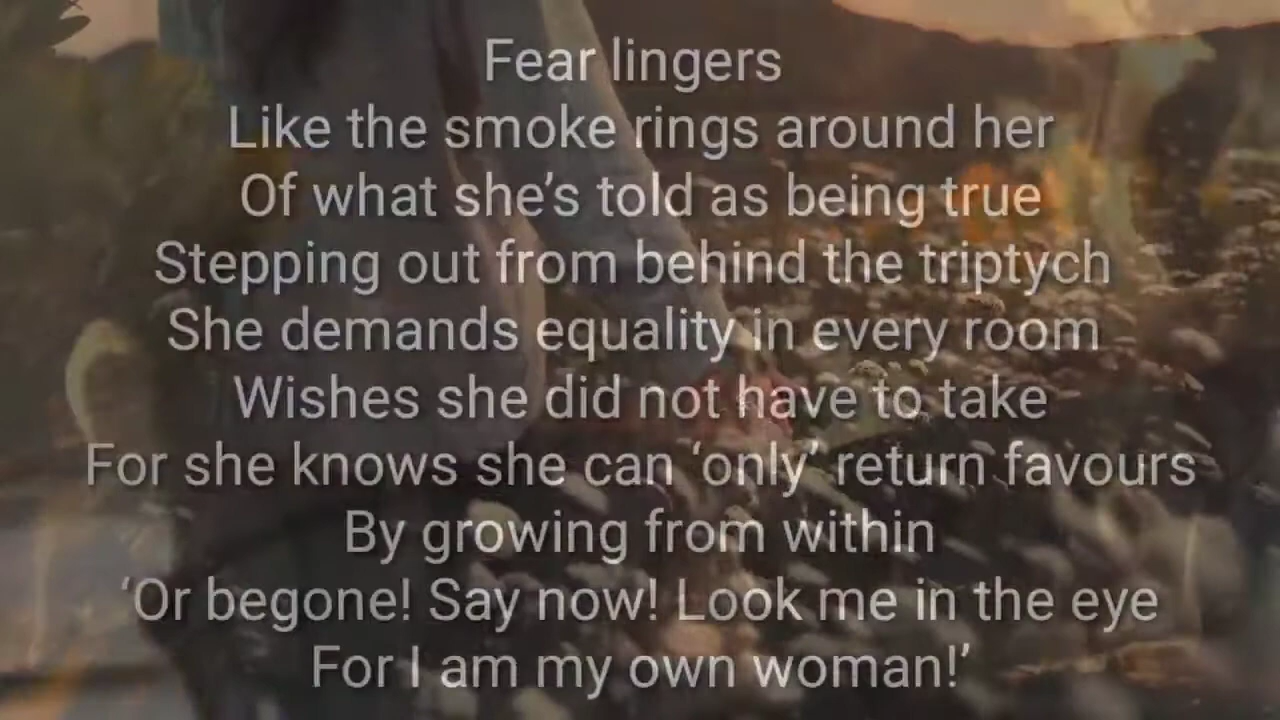 Fear lingers
Like the smoke rings around her
Of what she’s told as being true
Stepping out from behind the triptych
She demands equality in every room
Wishes she did not have to take
For she knows she can ‘only’ return favours
By growing from within
‘Or begone! Say now! Look me in the eye
For I am my own woman!’